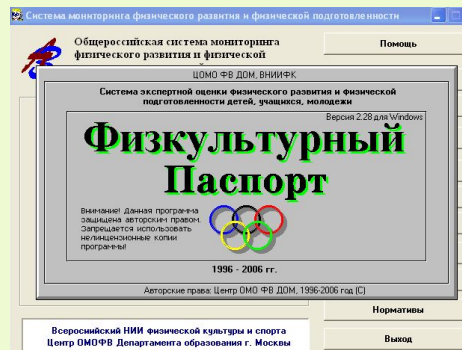 Система мониторинга физического развития и физической подготовленности
Общероссийская система мониторинга
физического развития и физической
Помощь
ЦОМО ФВ ДОМ, ВНИИФК
Система экспертной оценки физического развития и физической
подготовленности детей, учащихся, молодежи
Версия 2.28 для Windows
Физкультурный
Паспорт
Внимание! Данная программа
защищена авторским правом.
Запрещается использовать
нелицензионные копии
программы!
1996 - 2006 гг.
Авторские права: Центр ОМО ФВ ДОМ, 1996-2006 год (С)
Нормативы
Всероснийский НИИ физической культуры и спорта
Центр ОМОФВ Департамента образования г. Москвы
Выход